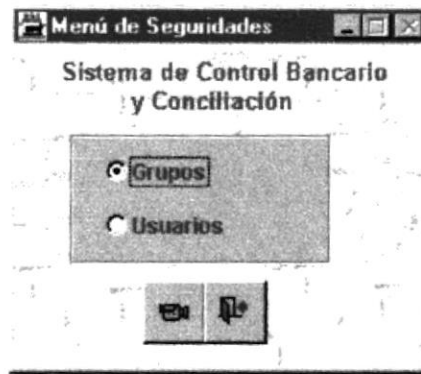 Menú de Seguridades
Sistema de Control Bancario
y Conciliación
Grupos
Usuarios